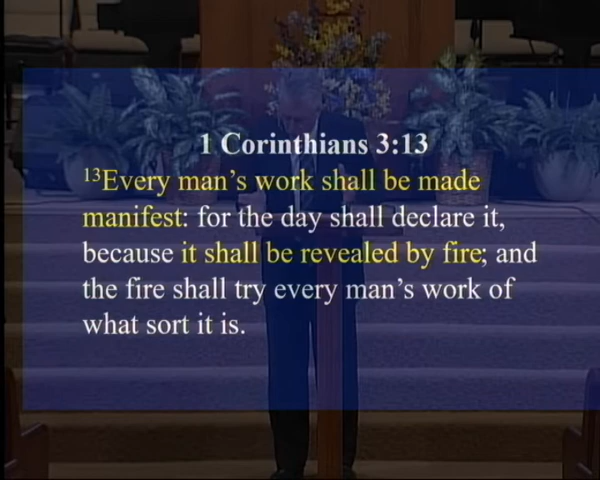 1 Corinthians 3:13
¹³Every man’s work shall be made
manifest: for the day shall declare it,
because it shall be revealed by fire; and
the fire shall try every man’s work of
what sort it is.